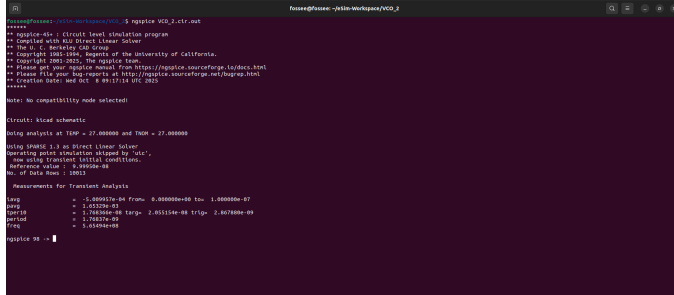 fossee@fossee: ~/eSim-Workspace/VCO_2
fossee@fossee:~/eSim-Workspace/VCO_2$ ngspice VCO_2.cir.out
******
** ngspice-45+ : Circuit level simulation program
** Compiled with KLU Direct Linear Solver
** The U. C. Berkeley CAD Group
** Copyright 1985-1994, Regents of the University of California.
** Copyright 2001-2025, The ngspice team.
** Please get your ngspice manual from https://ngspice.sourceforge.io/docs.html
** Please file your bug-reports at http://ngspice.sourceforge.net/bugrep.html
** Creation Date: Wed Oct  8 09:17:14 UTC 2025
******
Note: No compatibility mode selected!
Circuit: kicad schematic
Doing analysis at TEMP = 27.000000 and TNOM = 27.000000
Using SPARSE 1.3 as Direct Linear Solver
Operating point simulation skipped by 'uic',
now using transient initial conditions.
Reference value :  9.99950e-08
No. of Data Rows : 10013
Measurements for Transient Analysis
iavg = -5.009957e-04 from= 0.000000e+00 to= 1.000000e-07
pavg = 1.65329e-03
tper10 = 1.768366e-08 targ= 2.055154e-08 trig= 2.867880e-09
period = 1.76837e-09
freq = 5.65494e+08
ngspice 98 ->